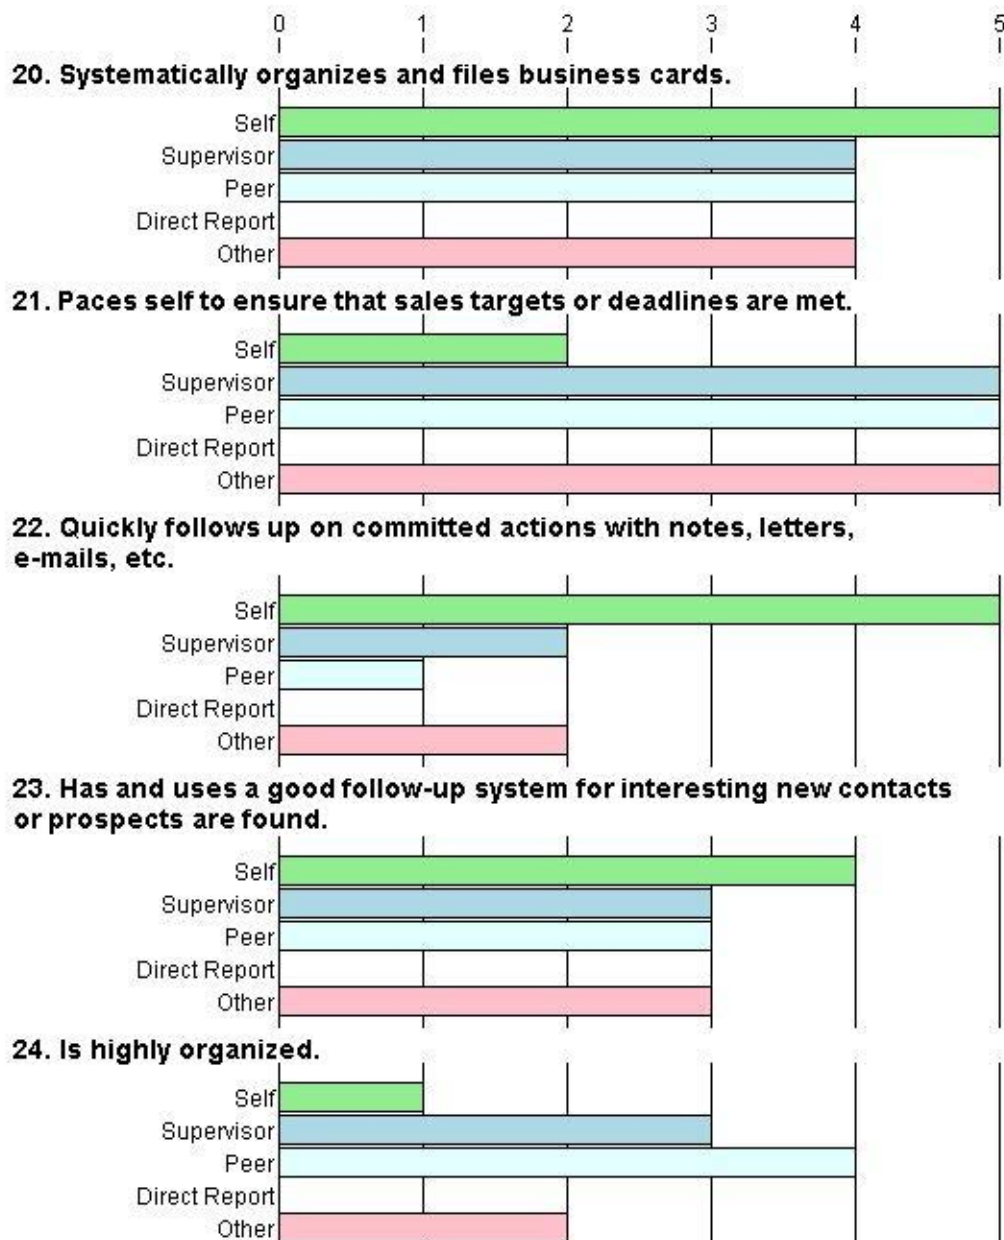 0 1 2 3 4 5
20. Systematically organizes and files business cards.
Self
Supervisor
Peer
Direct Report
Other
21. Paces self to ensure that sales targets or deadlines are met.
Self
Supervisor
Peer
Direct Report
Other
22. Quickly follows up on committed actions with notes, letters,
e-mails, etc.
Self
Supervisor
Peer
Direct Report
Other
23. Has and uses a good follow-up system for interesting new contacts
or prospects are found.
Self
Supervisor
Peer
Direct Report
Other
24. Is highly organized.
Self
Supervisor
Peer
Direct Report
Other